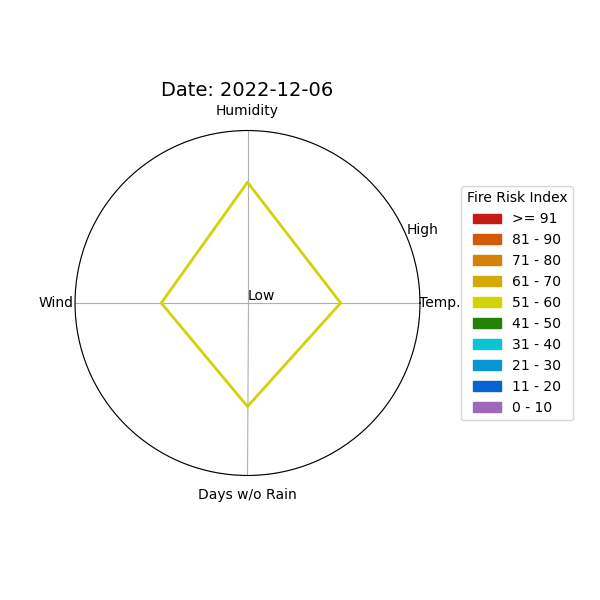 Date: 2022-12-06
Humidity
High
Low
Wind
Temp.
Days w/o Rain
Fire Risk Index
>= 91
81 - 90
71 - 80
61 - 70
51 - 60
41 - 50
31 - 40
21 - 30
11 - 20
0 - 10